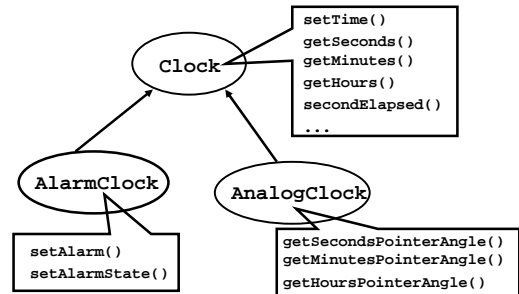 setTime()
getSeconds()
getMinutes()
getHours()
secondElapsed()
...
Clock
AlarmClock
AnalogClock
setAlarm()
setAlarmState()
getSecondsPointerAngle()
getMinutesPointerAngle()
getHoursPointerAngle()